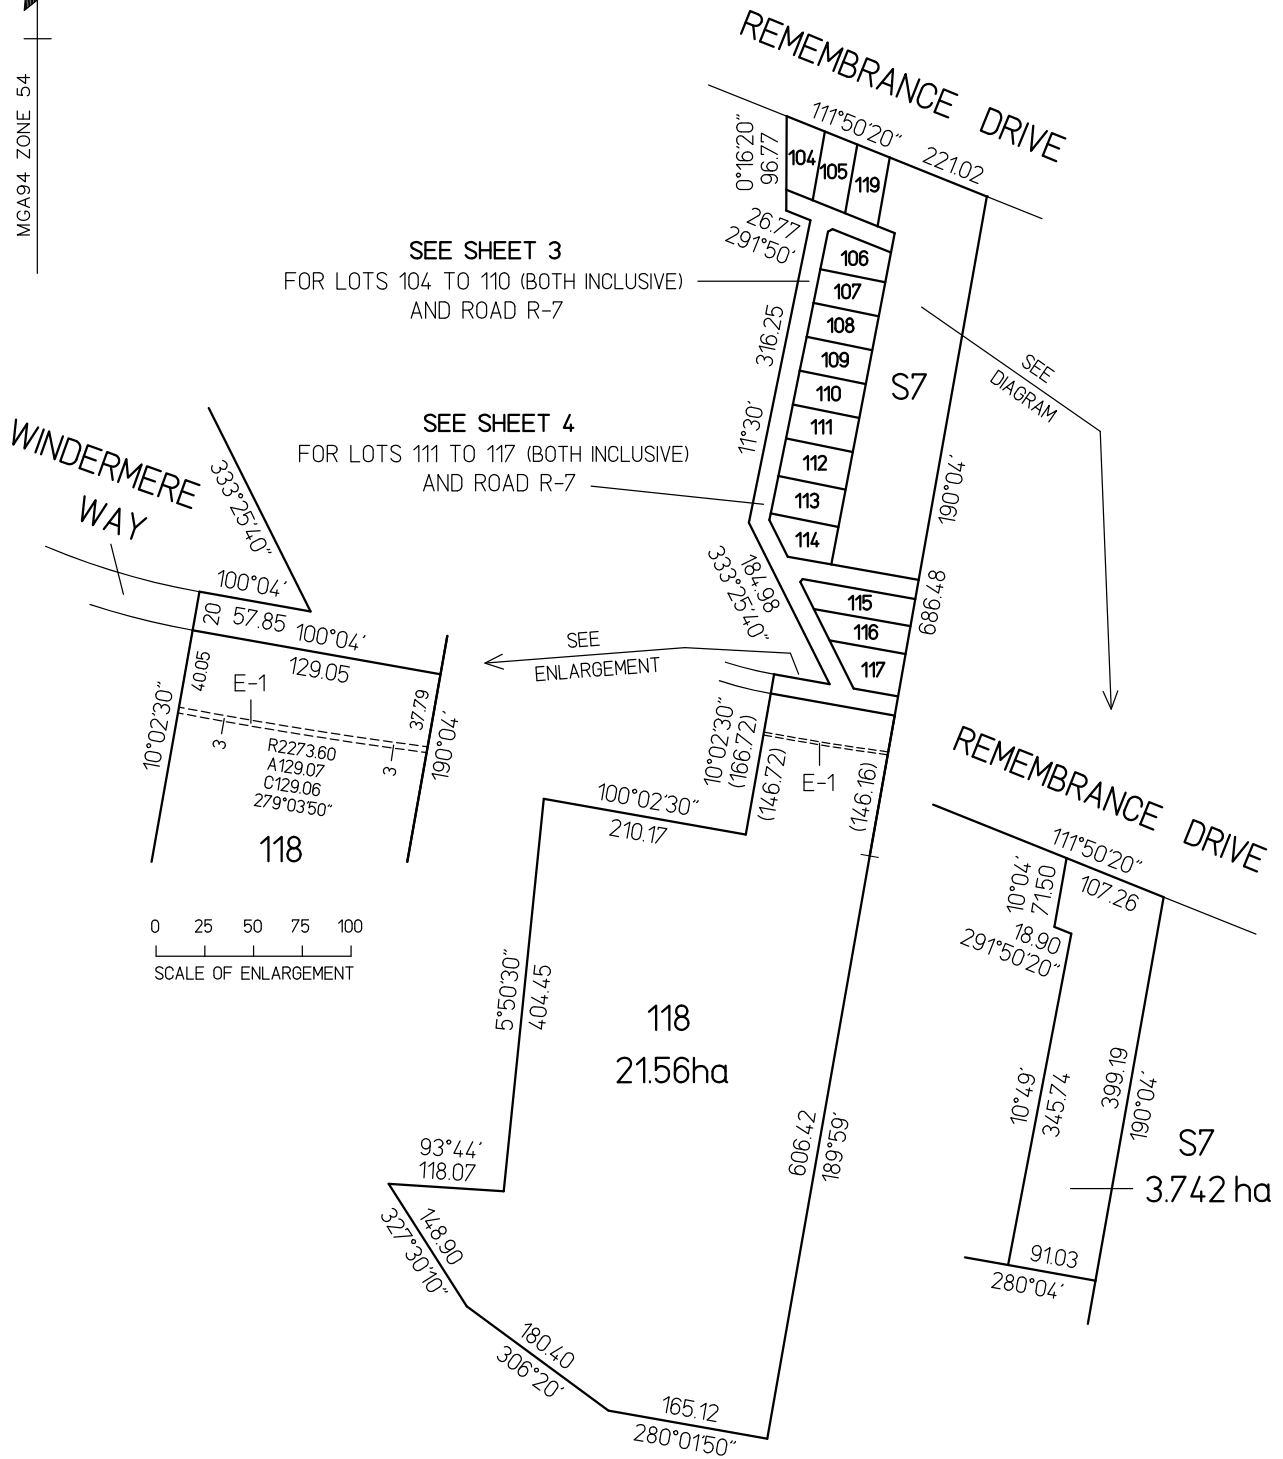 MGA94 ZONE 54
REMEMBRANCE DRIVE
111°50'20"
221.02
0°16'20"
96.77
104
105
119
26.77
291°50'
SEE SHEET 3
FOR LOTS 104 TO 110 (BOTH INCLUSIVE)
AND ROAD R-7
106
107
108
109
110
111
112
113
114
115
116
117
316.25
11°30'
S7
SEE
DIAGRAM
190°04'
686.48
SEE SHEET 4
FOR LOTS 111 TO 117 (BOTH INCLUSIVE)
AND ROAD R-7
184.98
333°25'40"
WINDERMERE
WAY
333°25'40"
100°04'
20
57.85
100°04'
129.05
40.05
E-1
37.79
10°02'30"
190°04'
3
3
R2273.60
A129.07
C129.06
279°03'50"
118
0 25 50 75 100
SCALE OF ENLARGEMENT
SEE
ENLARGEMENT
10°02'30"
(166.72)
(146.72)
E-1
(146.16)
100°02'30"
210.17
5°50'30"
404.45
118
21.56ha
606.42
189°59'
93°44'
118.07
148.90
327°30'10"
180.40
306°20'
165.12
280°01'50"
REMEMBRANCE DRIVE
111°50'20"
107.26
10°04'
71.50
18.90
291°50'20"
10°49'
345.74
399.19
190°04'
S7
3.742 ha
91.03
280°04'